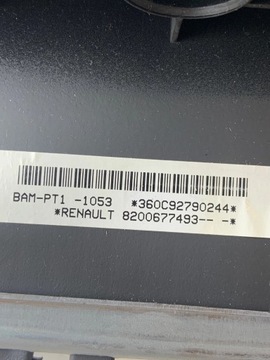 BAM-PT1 -1053 *360C92790244*
*RENAULT 8200677493-- -*